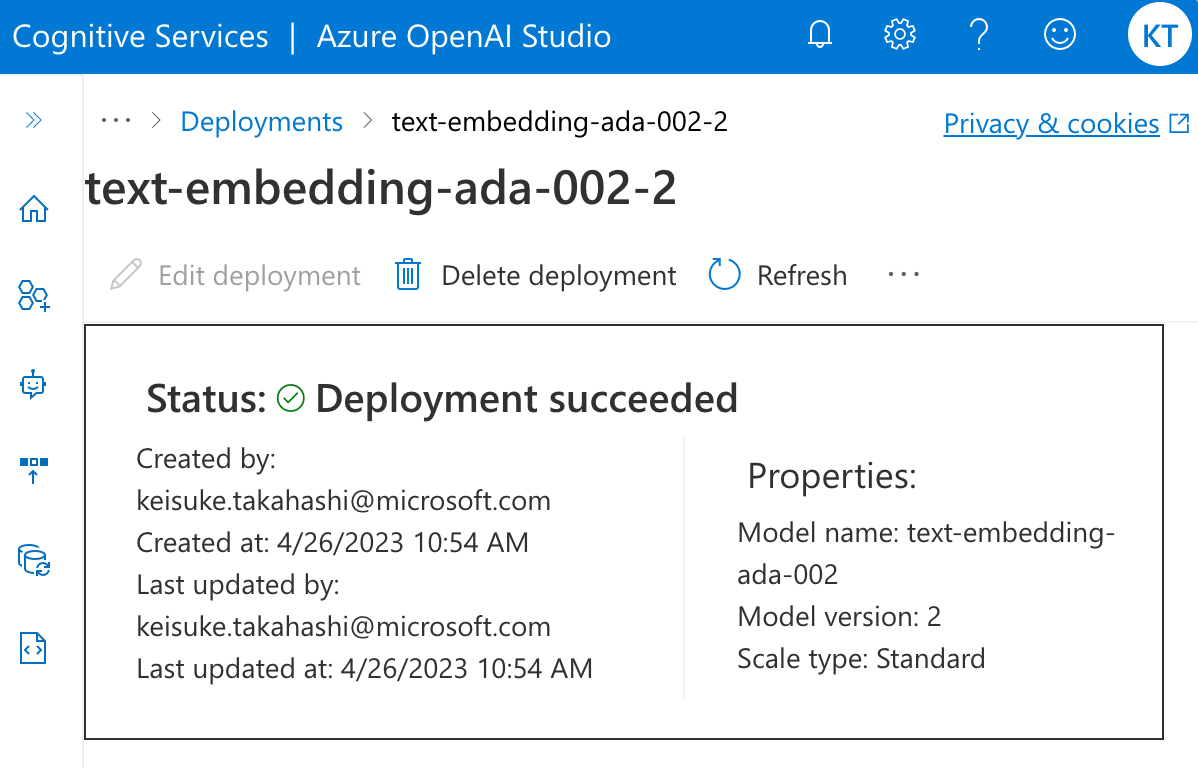 Cognitive Services | Azure OpenAI Studio
KT
··· > Deployments > text-embedding-ada-002-2
Privacy & cookies
text-embedding-ada-002-2
Edit deployment
Delete deployment
Refresh
···
Status: Deployment succeeded
Created by:
keisuke.takahashi@microsoft.com
Created at: 4/26/2023 10:54 AM
Last updated by:
keisuke.takahashi@microsoft.com
Last updated at: 4/26/2023 10:54 AM
Properties:
Model name: text-embedding-
ada-002
Model version: 2
Scale type: Standard